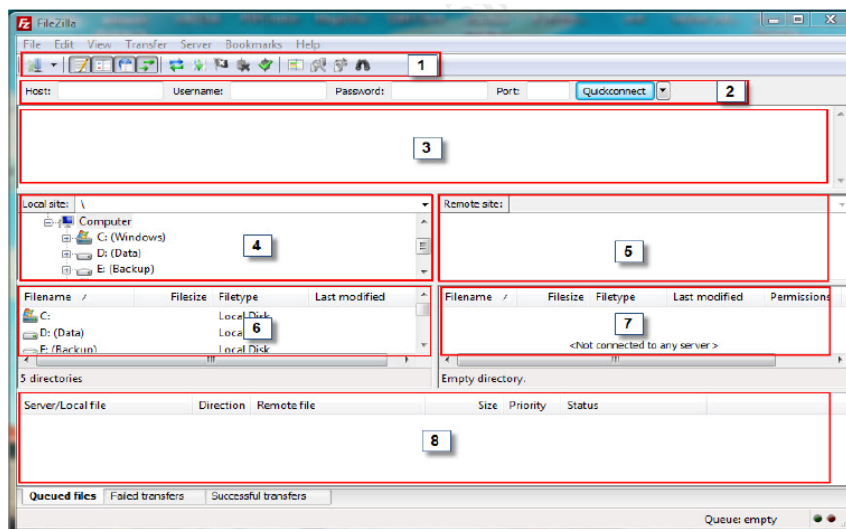 FileZilla
File Edit View Transfer Server Bookmarks Help
1
Host: Username: Password: Port: Quickconnect 2
3
Local site: \ Remote site:
Computer
C: (Windows)
D: (Data)
E: (Backup)
4
5
Filename / Filesize Filetype Last modified
C: Local Disk
D: (Data) Local
E: (Backup) Local Disk
6
5 directories
Filename / Filesize Filetype Last modified Permissions
7
<Not connected to any server>
Empty directory.
Server/Local file Direction Remote file Size Priority Status
8
Queued files Failed transfers Successful transfers
Queue: empty